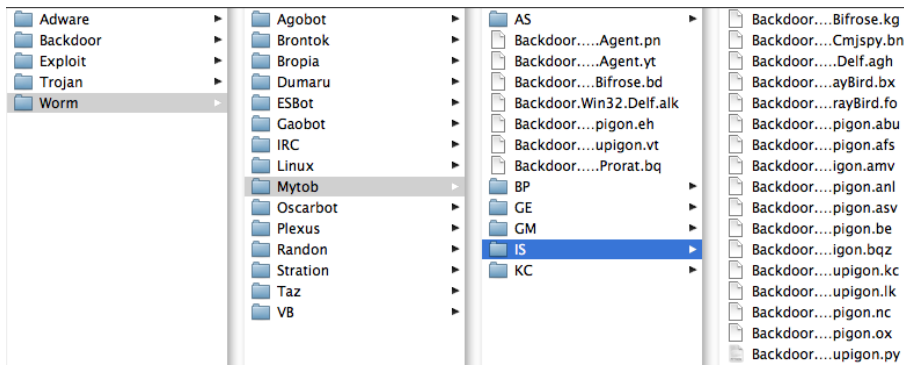 Adware
Backdoor
Exploit
Trojan
Worm
Agobot
Brontok
Bropia
Dumaru
ESBot
Gaobot
IRC
Linux
Mytob
Oscarbot
Plexus
Randon
Stration
Taz
VB
AS
Backdoor.....Agent.pn
Backdoor.....Agent.yt
Backdoor....Bifrose.bd
Backdoor.Win32.Delf.alk
Backdoor....pigon.eh
Backdoor....upigon.vt
Backdoor....Prorat.bq
BP
GE
GM
IS
KC
Backdoor....Bifrose.kg
Backdoor....Cmjspy.bn
Backdoor.....Delf.agh
Backdoor....ayBird.bx
Backdoor....rayBird.fo
Backdoor....pigon.abu
Backdoor....pigon.afs
Backdoor....igon.amv
Backdoor....pigon.anl
Backdoor....pigon.asv
Backdoor....pigon.be
Backdoor....igon.bqz
Backdoor....upigon.kc
Backdoor....upigon.lk
Backdoor....pigon.nc
Backdoor....pigon.ox
Backdoor....upigon.py